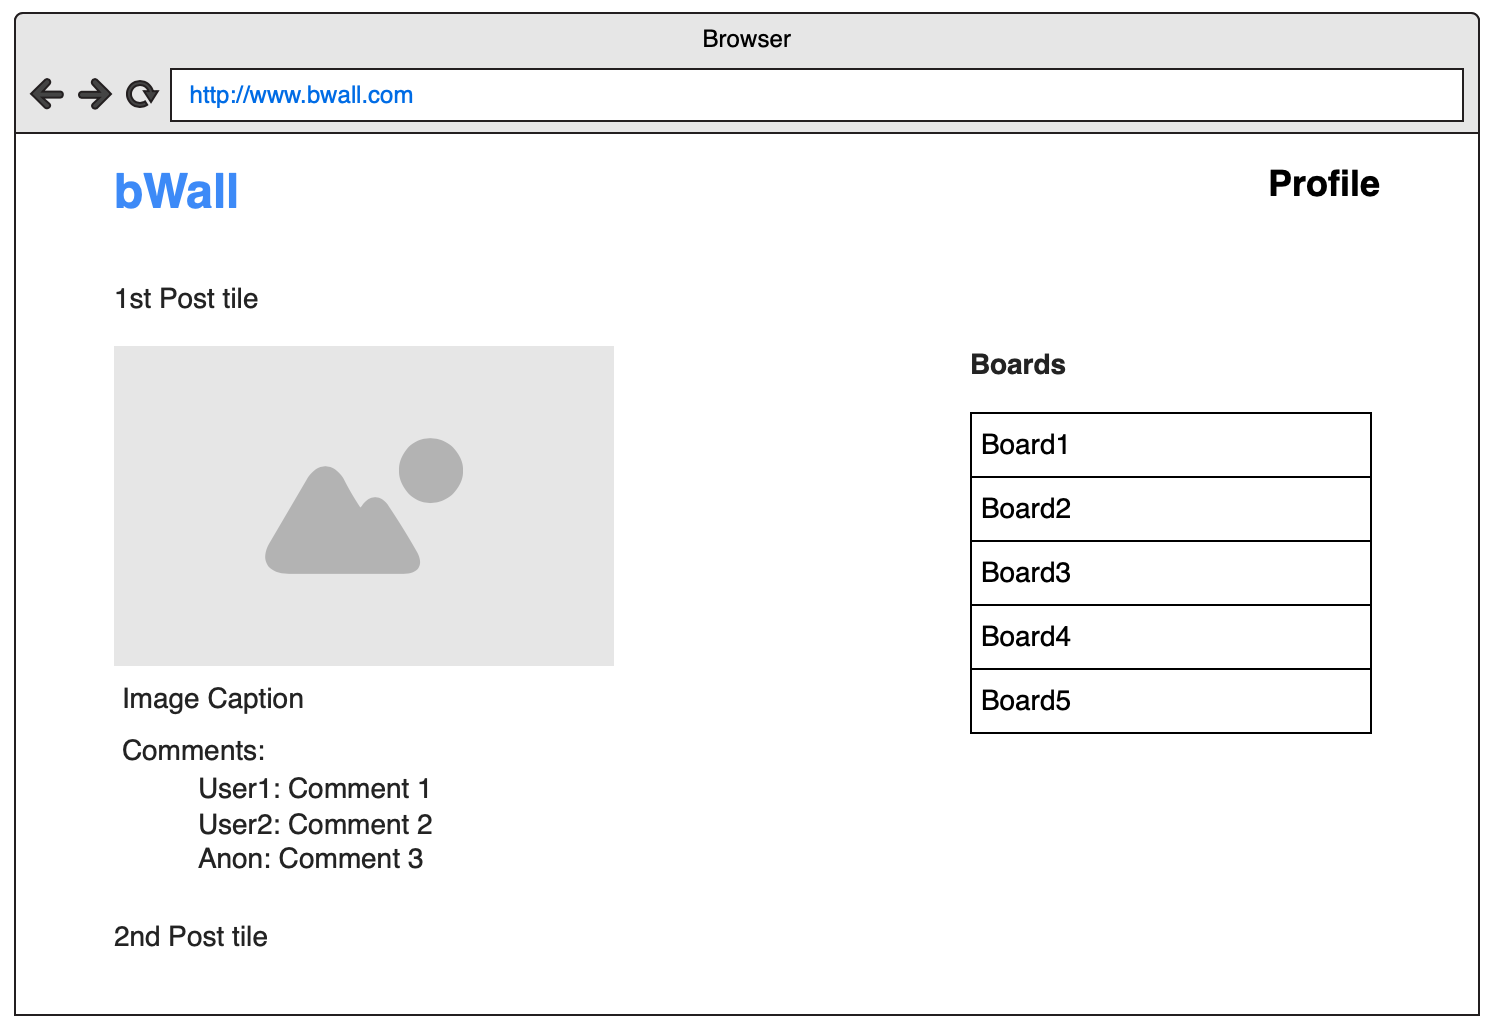 Browser
http://www.bwall.com
bWall
Profile
1st Post tile
Image Caption
Comments:
User1: Comment 1
User2: Comment 2
Anon: Comment 3
2nd Post tile
Boards
Board1
Board2
Board3
Board4
Board5